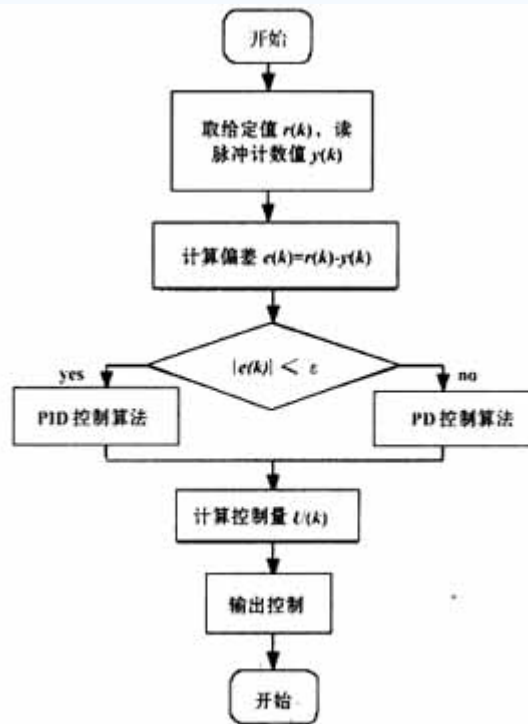 开始
取给定值 r(k)，读
脉冲计数值 y(k)
计算偏差 e(k)=r(k)-y(k)
|e(k)| < ε
yes
no
PID 控制算法
PD 控制算法
计算控制量 U(k)
输出控制
开始